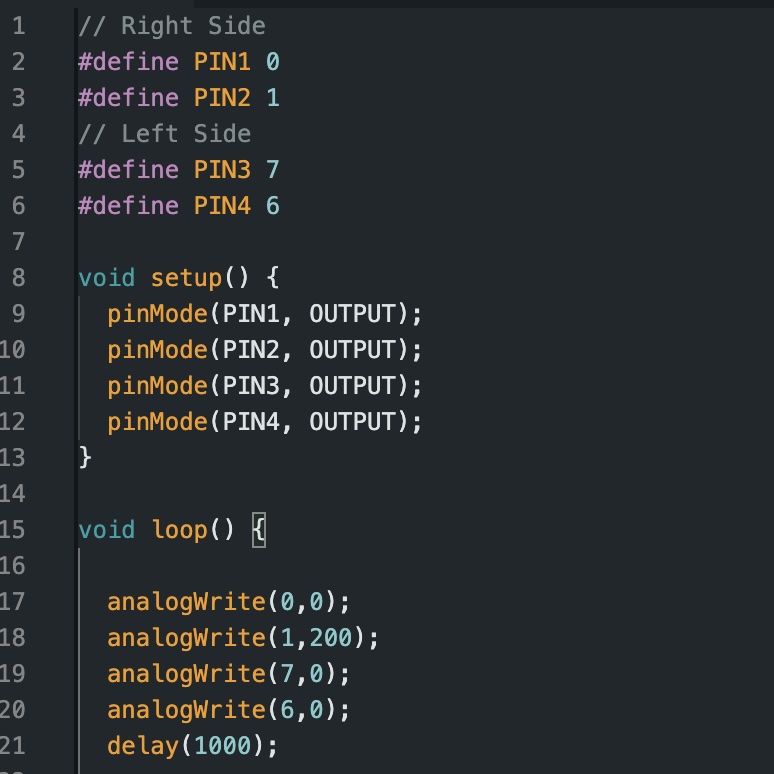 1 // Right Side
2 #define PIN1 0
3 #define PIN2 1
4 // Left Side
5 #define PIN3 7
6 #define PIN4 6
7
8 void setup() {
9   pinMode(PIN1, OUTPUT);
10   pinMode(PIN2, OUTPUT);
11   pinMode(PIN3, OUTPUT);
12   pinMode(PIN4, OUTPUT);
13 }
14
15 void loop() {
16
17   analogWrite(0,0);
18   analogWrite(1,200);
19   analogWrite(7,0);
20   analogWrite(6,0);
21   delay(1000);